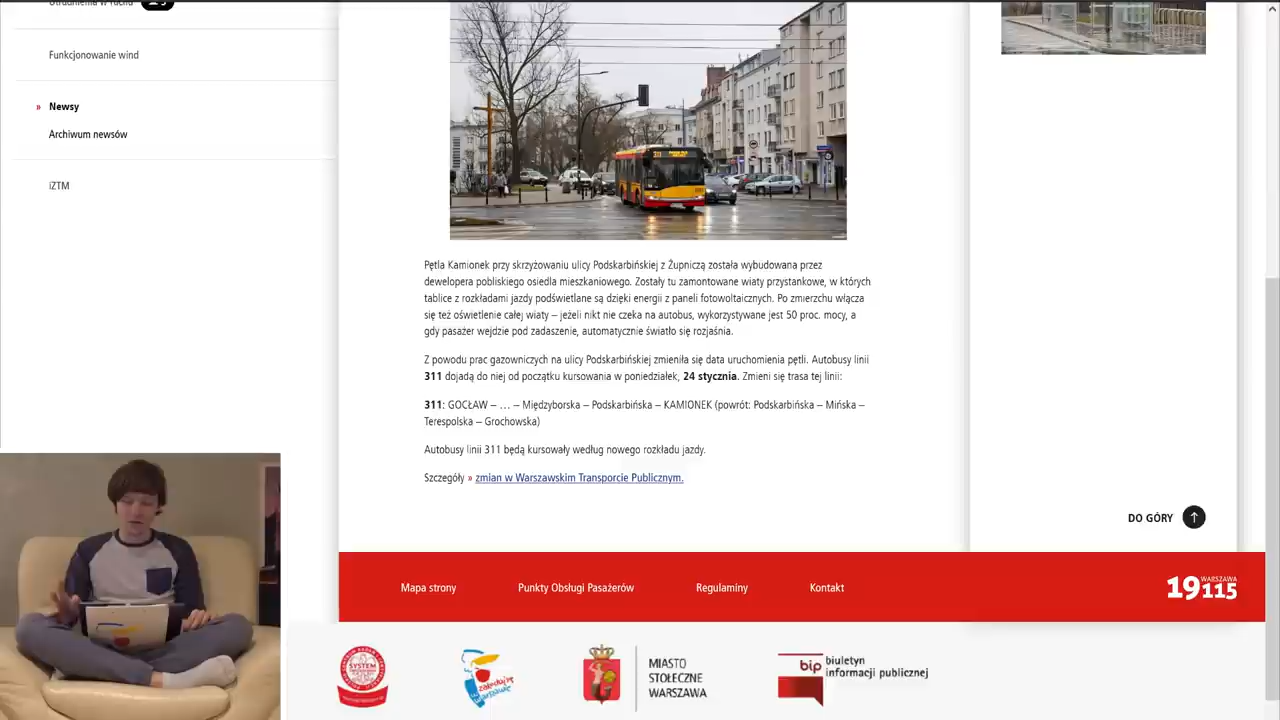 Utrudnienia w ruchu
Funkcjonowanie wind
» Newsy
Archiwum newsów
iZTM
Pętla Kamionek przy skrzyżowaniu ulicy Podskarbińskiej z Żupniczą została wybudowana przez
dewelopera pobliskiego osiedla mieszkaniowego. Zostały tu zamontowane wiaty przystankowe, w których
tablice z rozkładami jazdy podświetlane są dzięki energii z paneli fotowoltaicznych. Po zmierzchu włącza
się też oświetlenie całej wiaty – jeżeli nikt nie czeka na autobus, wykorzystywane jest 50 proc. mocy, a
gdy pasażer wejdzie pod zadaszenie, automatycznie światło się rozjaśnia.
Z powodu prac gazowniczych na ulicy Podskarbińskiej zmieniła się data uruchomienia pętli. Autobusy linii
311 dojadą do niej od początku kursowania w poniedziałek, 24 stycznia. Zmieni się trasa tej linii:
311: GOCŁAW – … – Międzyborska – Podskarbińska – KAMIONEK (powrót: Podskarbińska – Mińska –
Terespolska – Grochowska)
Autobusy linii 311 będą kursowały według nowego rozkładu jazdy.
Szczegóły » zmian w Warszawskim Transporcie Publicznym.
DO GÓRY
Mapa strony
Punkty Obsługi Pasażerów
Regulaminy
Kontakt
WARSZAWA
19115
SYSTEM
zakochaj się
w Warszawie
MIASTO
STOŁECZNE
WARSZAWA
bip
biuletyn
informacji publicznej